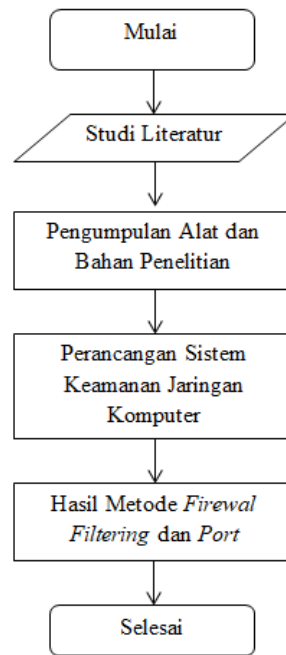 Mulai
Studi Literatur
Pengumpulan Alat dan
Bahan Penelitian
Perancangan Sistem
Keamanan Jaringan
Komputer
Hasil Metode Firewal
Filtering dan Port
Selesai